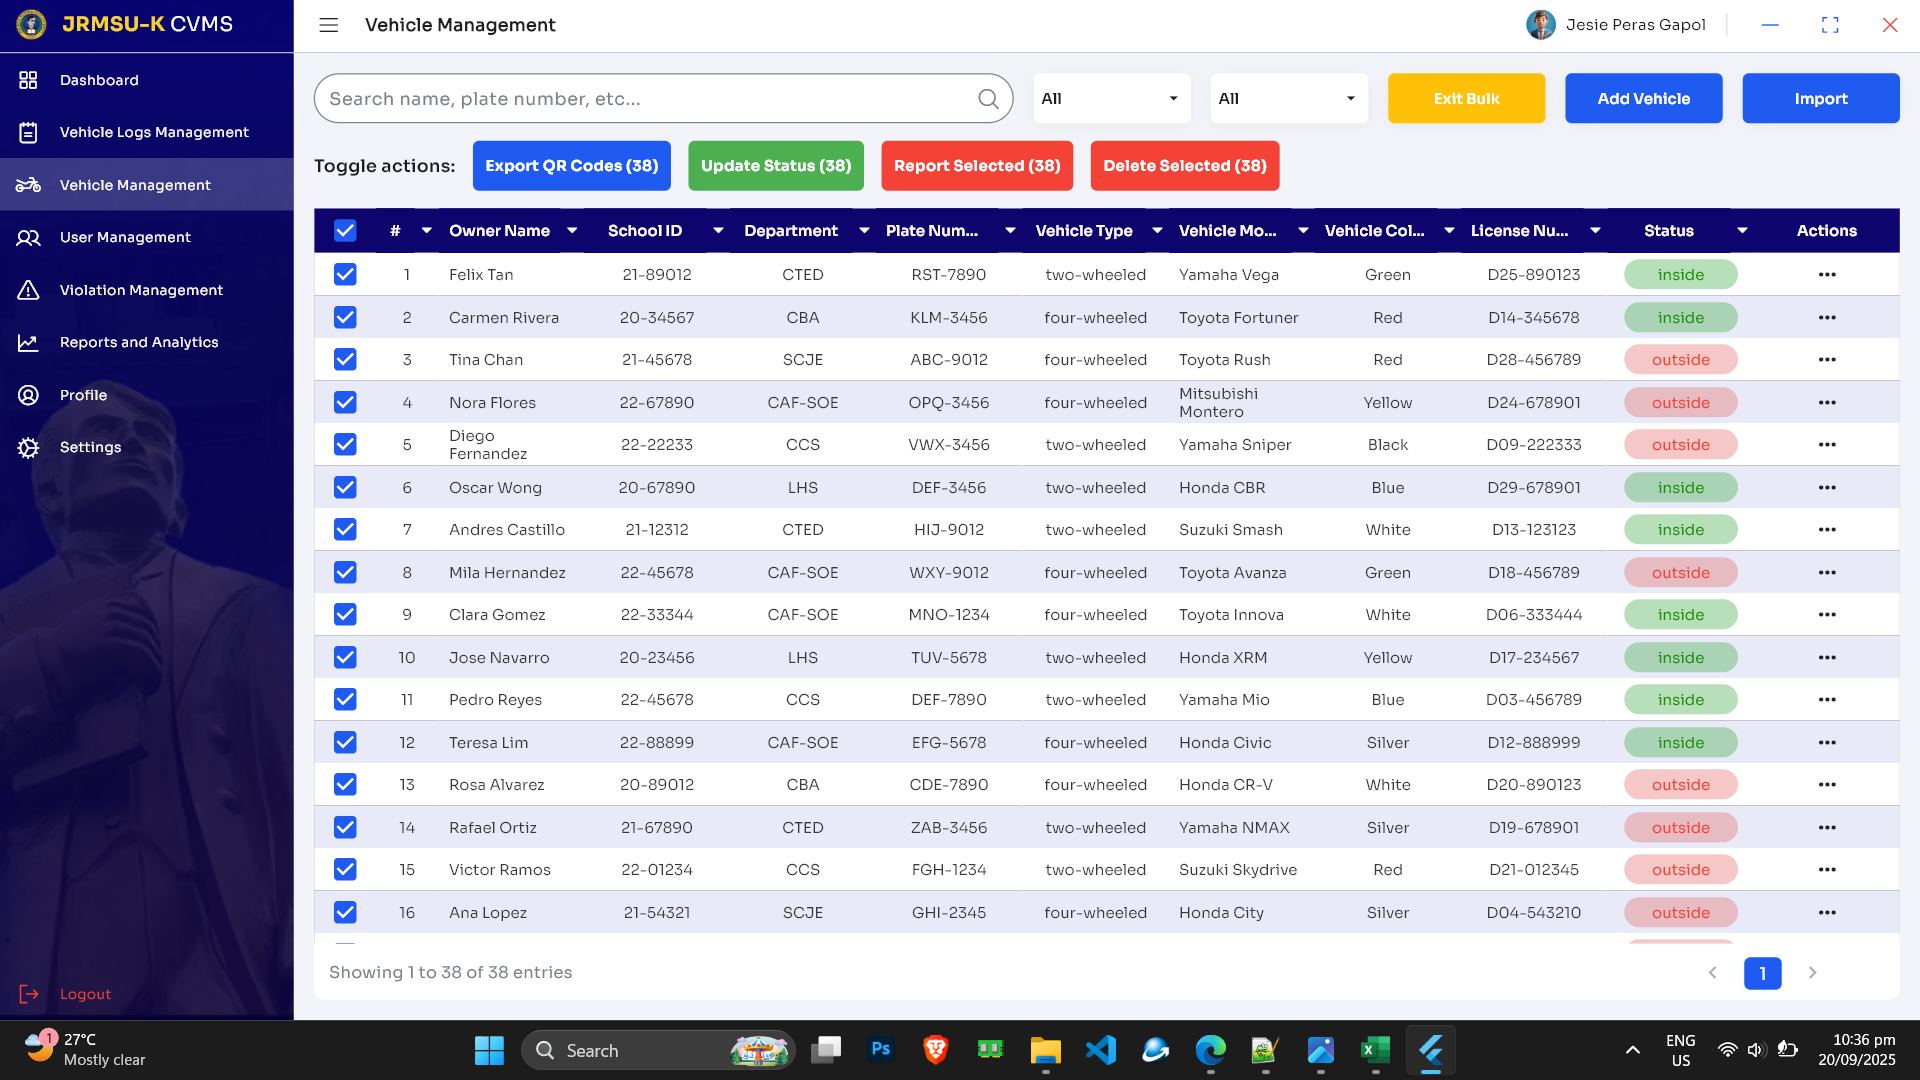 JRMSU-K CVMS
Vehicle Management
Jesie Peras Gapol
Dashboard
Vehicle Logs Management
Vehicle Management
User Management
Violation Management
Reports and Analytics
Profile
Settings
Logout
Search name, plate number, etc...
All
All
Exit Bulk
Add Vehicle
Import
Toggle actions:
Export QR Codes (38)
Update Status (38)
Report Selected (38)
Delete Selected (38)
# Owner Name School ID Department Plate Num... Vehicle Type Vehicle Mo... Vehicle Col... License Nu... Status Actions
1 Felix Tan 21-89012 CTED RST-7890 two-wheeled Yamaha Vega Green D25-890123 inside
2 Carmen Rivera 20-34567 CBA KLM-3456 four-wheeled Toyota Fortuner Red D14-345678 inside
3 Tina Chan 21-45678 SCJE ABC-9012 four-wheeled Toyota Rush Red D28-456789 outside
4 Nora Flores 22-67890 CAF-SOE OPQ-3456 four-wheeled Mitsubishi Montero Yellow D24-678901 outside
5 Diego Fernandez 22-22233 CCS VWX-3456 two-wheeled Yamaha Sniper Black D09-222333 outside
6 Oscar Wong 20-67890 LHS DEF-3456 two-wheeled Honda CBR Blue D29-678901 inside
7 Andres Castillo 21-12312 CTED HIJ-9012 two-wheeled Suzuki Smash White D13-123123 inside
8 Mila Hernandez 22-45678 CAF-SOE WXY-9012 four-wheeled Toyota Avanza Green D18-456789 outside
9 Clara Gomez 22-33344 CAF-SOE MNO-1234 four-wheeled Toyota Innova White D06-333444 inside
10 Jose Navarro 20-23456 LHS TUV-5678 two-wheeled Honda XRM Yellow D17-234567 inside
11 Pedro Reyes 22-45678 CCS DEF-7890 two-wheeled Yamaha Mio Blue D03-456789 inside
12 Teresa Lim 22-88899 CAF-SOE EFG-5678 four-wheeled Honda Civic Silver D12-888999 inside
13 Rosa Alvarez 20-89012 CBA CDE-7890 four-wheeled Honda CR-V White D20-890123 outside
14 Rafael Ortiz 21-67890 CTED ZAB-3456 two-wheeled Yamaha NMAX Silver D19-678901 outside
15 Victor Ramos 22-01234 CCS FGH-1234 two-wheeled Suzuki Skydrive Red D21-012345 outside
16 Ana Lopez 21-54321 SCJE GHI-2345 four-wheeled Honda City Silver D04-543210 outside
Showing 1 to 38 of 38 entries
1
1
27°C
Mostly clear
Search
Ps
ENG
US
10:36 pm
20/09/2025